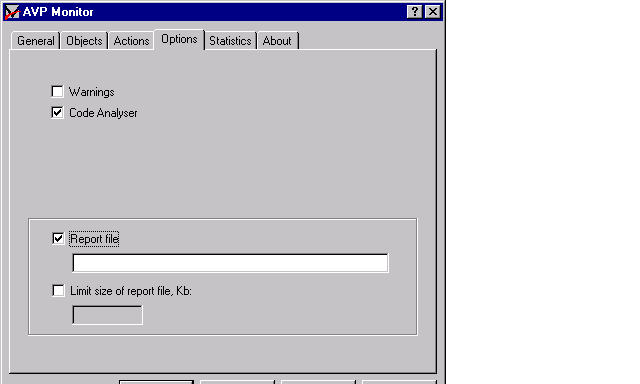 AVP Monitor
General Objects Actions Options Statistics About
Warnings
Code Analyser
Report file
Limit size of report file, Kb: